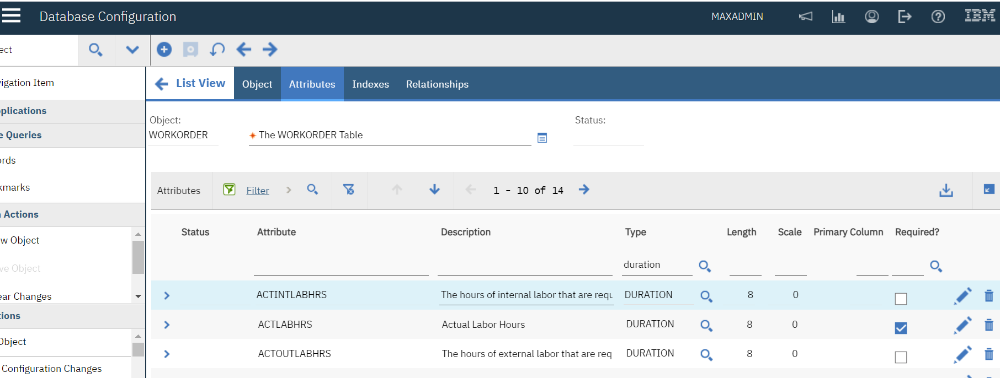 Database Configuration
MAXADMIN
IBM
ect
List View
Object
Attributes
Indexes
Relationships
vigation Item
plications
e Queries
ords
kmarks
Actions
w Object
ve Object
ear Changes
tions
Object
Configuration Changes
Object:
Status:
WORKORDER
The WORKORDER Table
Attributes
Filter
1 - 10 of 14
Status Attribute Description Type Length Scale Primary Column Required?
duration
ACTINTLABHRS The hours of internal labor that are requ DURATION 8 0
ACTLABHRS Actual Labor Hours DURATION 8 0
ACTOUTLABHRS The hours of external labor that are req DURATION 8 0